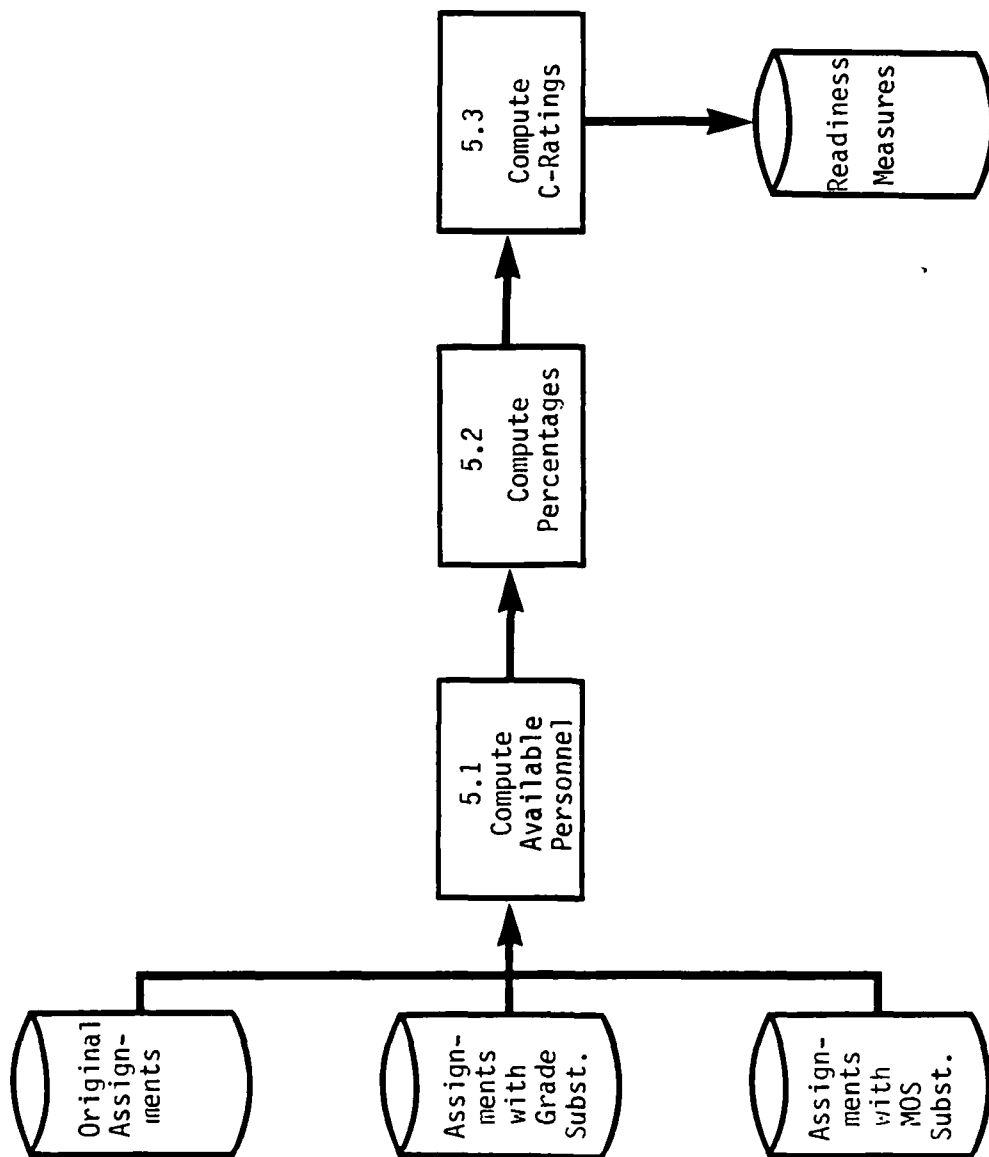 Original
Assign-
ments
Assign-
ments
with
Grade
Subst.
Assign-
ments
with
MOS
Subst.
5.1
Compute
Available
Personnel
5.2
Compute
Percentages
5.3
Compute
C-Ratings
Readiness
Measures